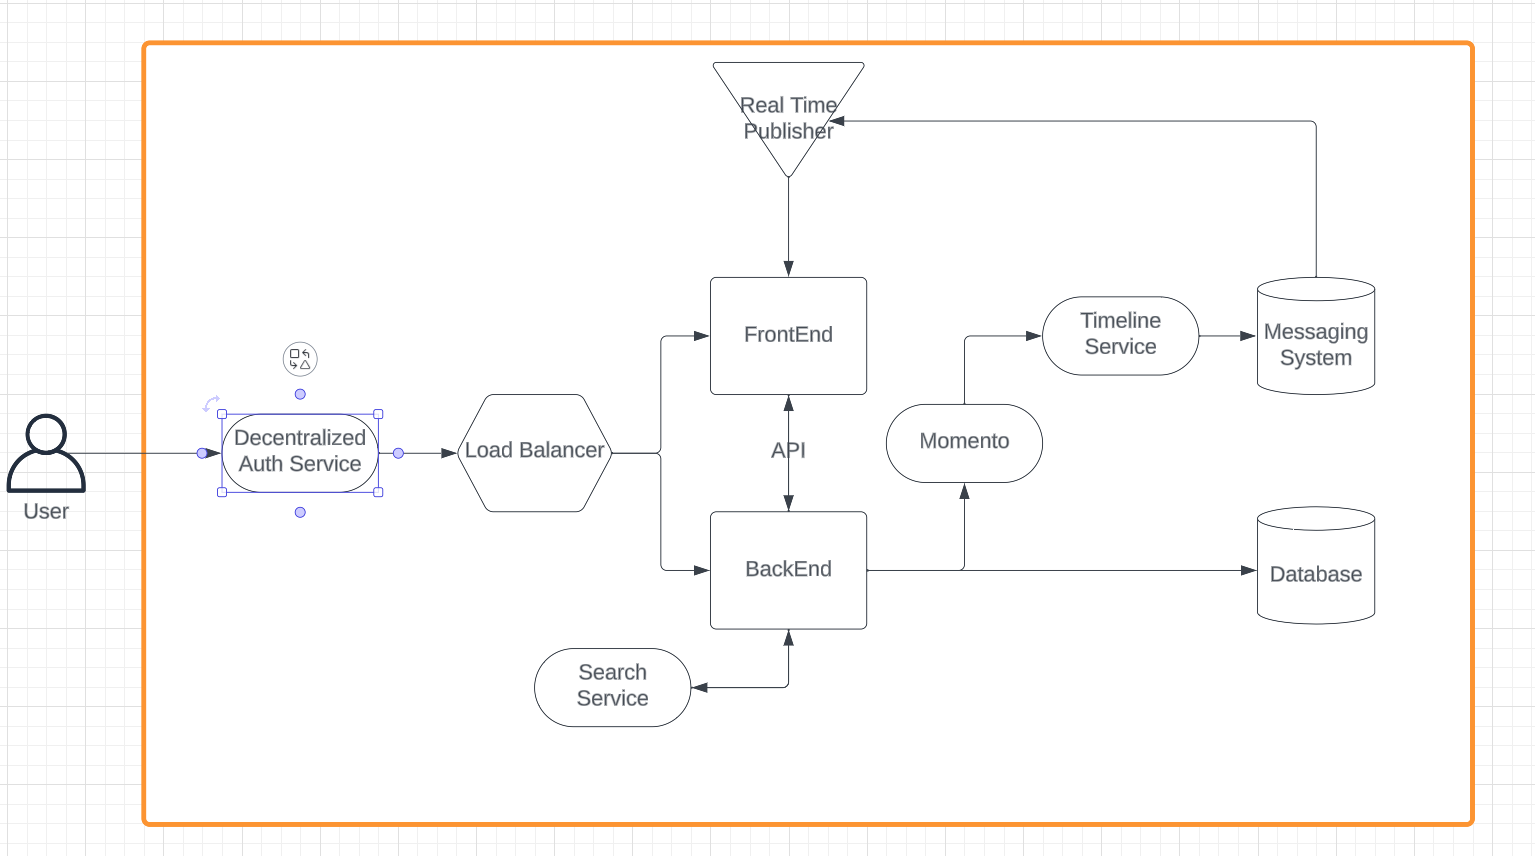 Real Time
Publisher
FrontEnd
Timeline
Service
Messaging
System
Decentralized
Auth Service
Load Balancer
API
Momento
User
BackEnd
Database
Search
Service